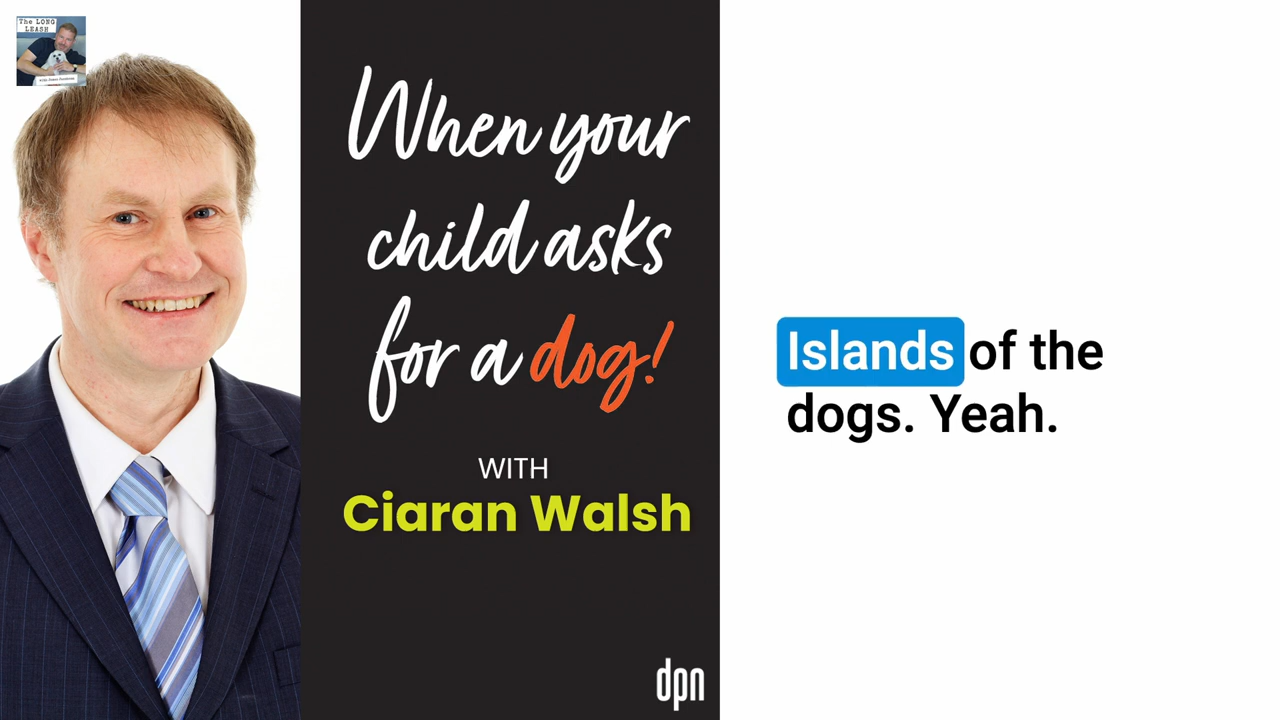 The LONG
LEASH
When your
child asks
for a dog!
WITH
Ciaran Walsh
dpn
Islands of the
dogs. Yeah.